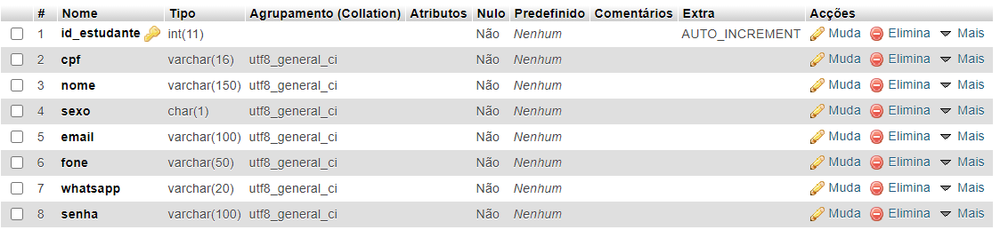 # Nome Tipo Agrupamento (Collation) Atributos Nulo Predefinido Comentários Extra Acções
1 id_estudante int(11) Não Nenhum AUTO_INCREMENT Muda Elimina Mais
2 cpf varchar(16) utf8_general_ci Não Nenhum Muda Elimina Mais
3 nome varchar(150) utf8_general_ci Não Nenhum Muda Elimina Mais
4 sexo char(1) utf8_general_ci Não Nenhum Muda Elimina Mais
5 email varchar(100) utf8_general_ci Não Nenhum Muda Elimina Mais
6 fone varchar(50) utf8_general_ci Não Nenhum Muda Elimina Mais
7 whatsapp varchar(20) utf8_general_ci Não Nenhum Muda Elimina Mais
8 senha varchar(100) utf8_general_ci Não Nenhum Muda Elimina Mais